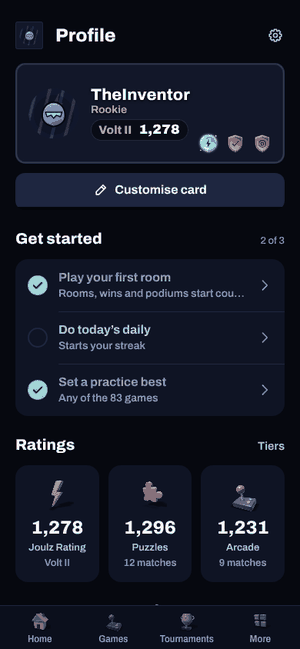 Profile
TheInventor
Rookie
Volt II 1,278
Customise card
Get started
2 of 3
Play your first room
Rooms, wins and podiums start cou...
Do today's daily
Starts your streak
Set a practice best
Any of the 83 games
Ratings
Tiers
1,278 1,296 1,231
Joulz Rating Puzzles Arcade
Volt II 12 matches 9 matches
Home Games Tournaments More